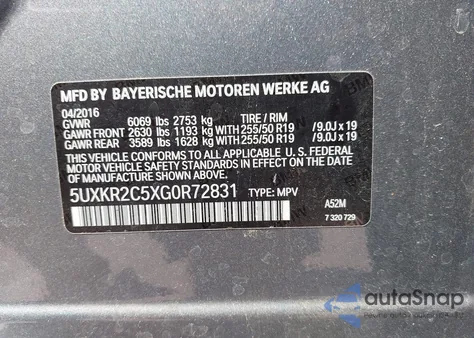 MFD BY BAYERISCHE MOTOREN WERKE AG
04/2016
GVWR 6069 lbs 2753 kg TIRE / RIM
GAWR FRONT 2630 lbs 1193 kg WITH 255/50 R19 /9.0J x 19
GAWR REAR 3589 lbs 1628 kg WITH 255/50 R19 /9.0J x 19
THIS VEHICLE CONFORMS TO ALL APPLICABLE U. S. FEDERAL
MOTOR VEHICLE SAFETY AND THEFT PREVENTION STANDARDS
IN EFFECT ON THE DATE OF MANUFACTURE SHOWN ABOVE.
5UXKR2C5XG0R72831 TYPE: MPV A52M
7 320 729
autoSnap